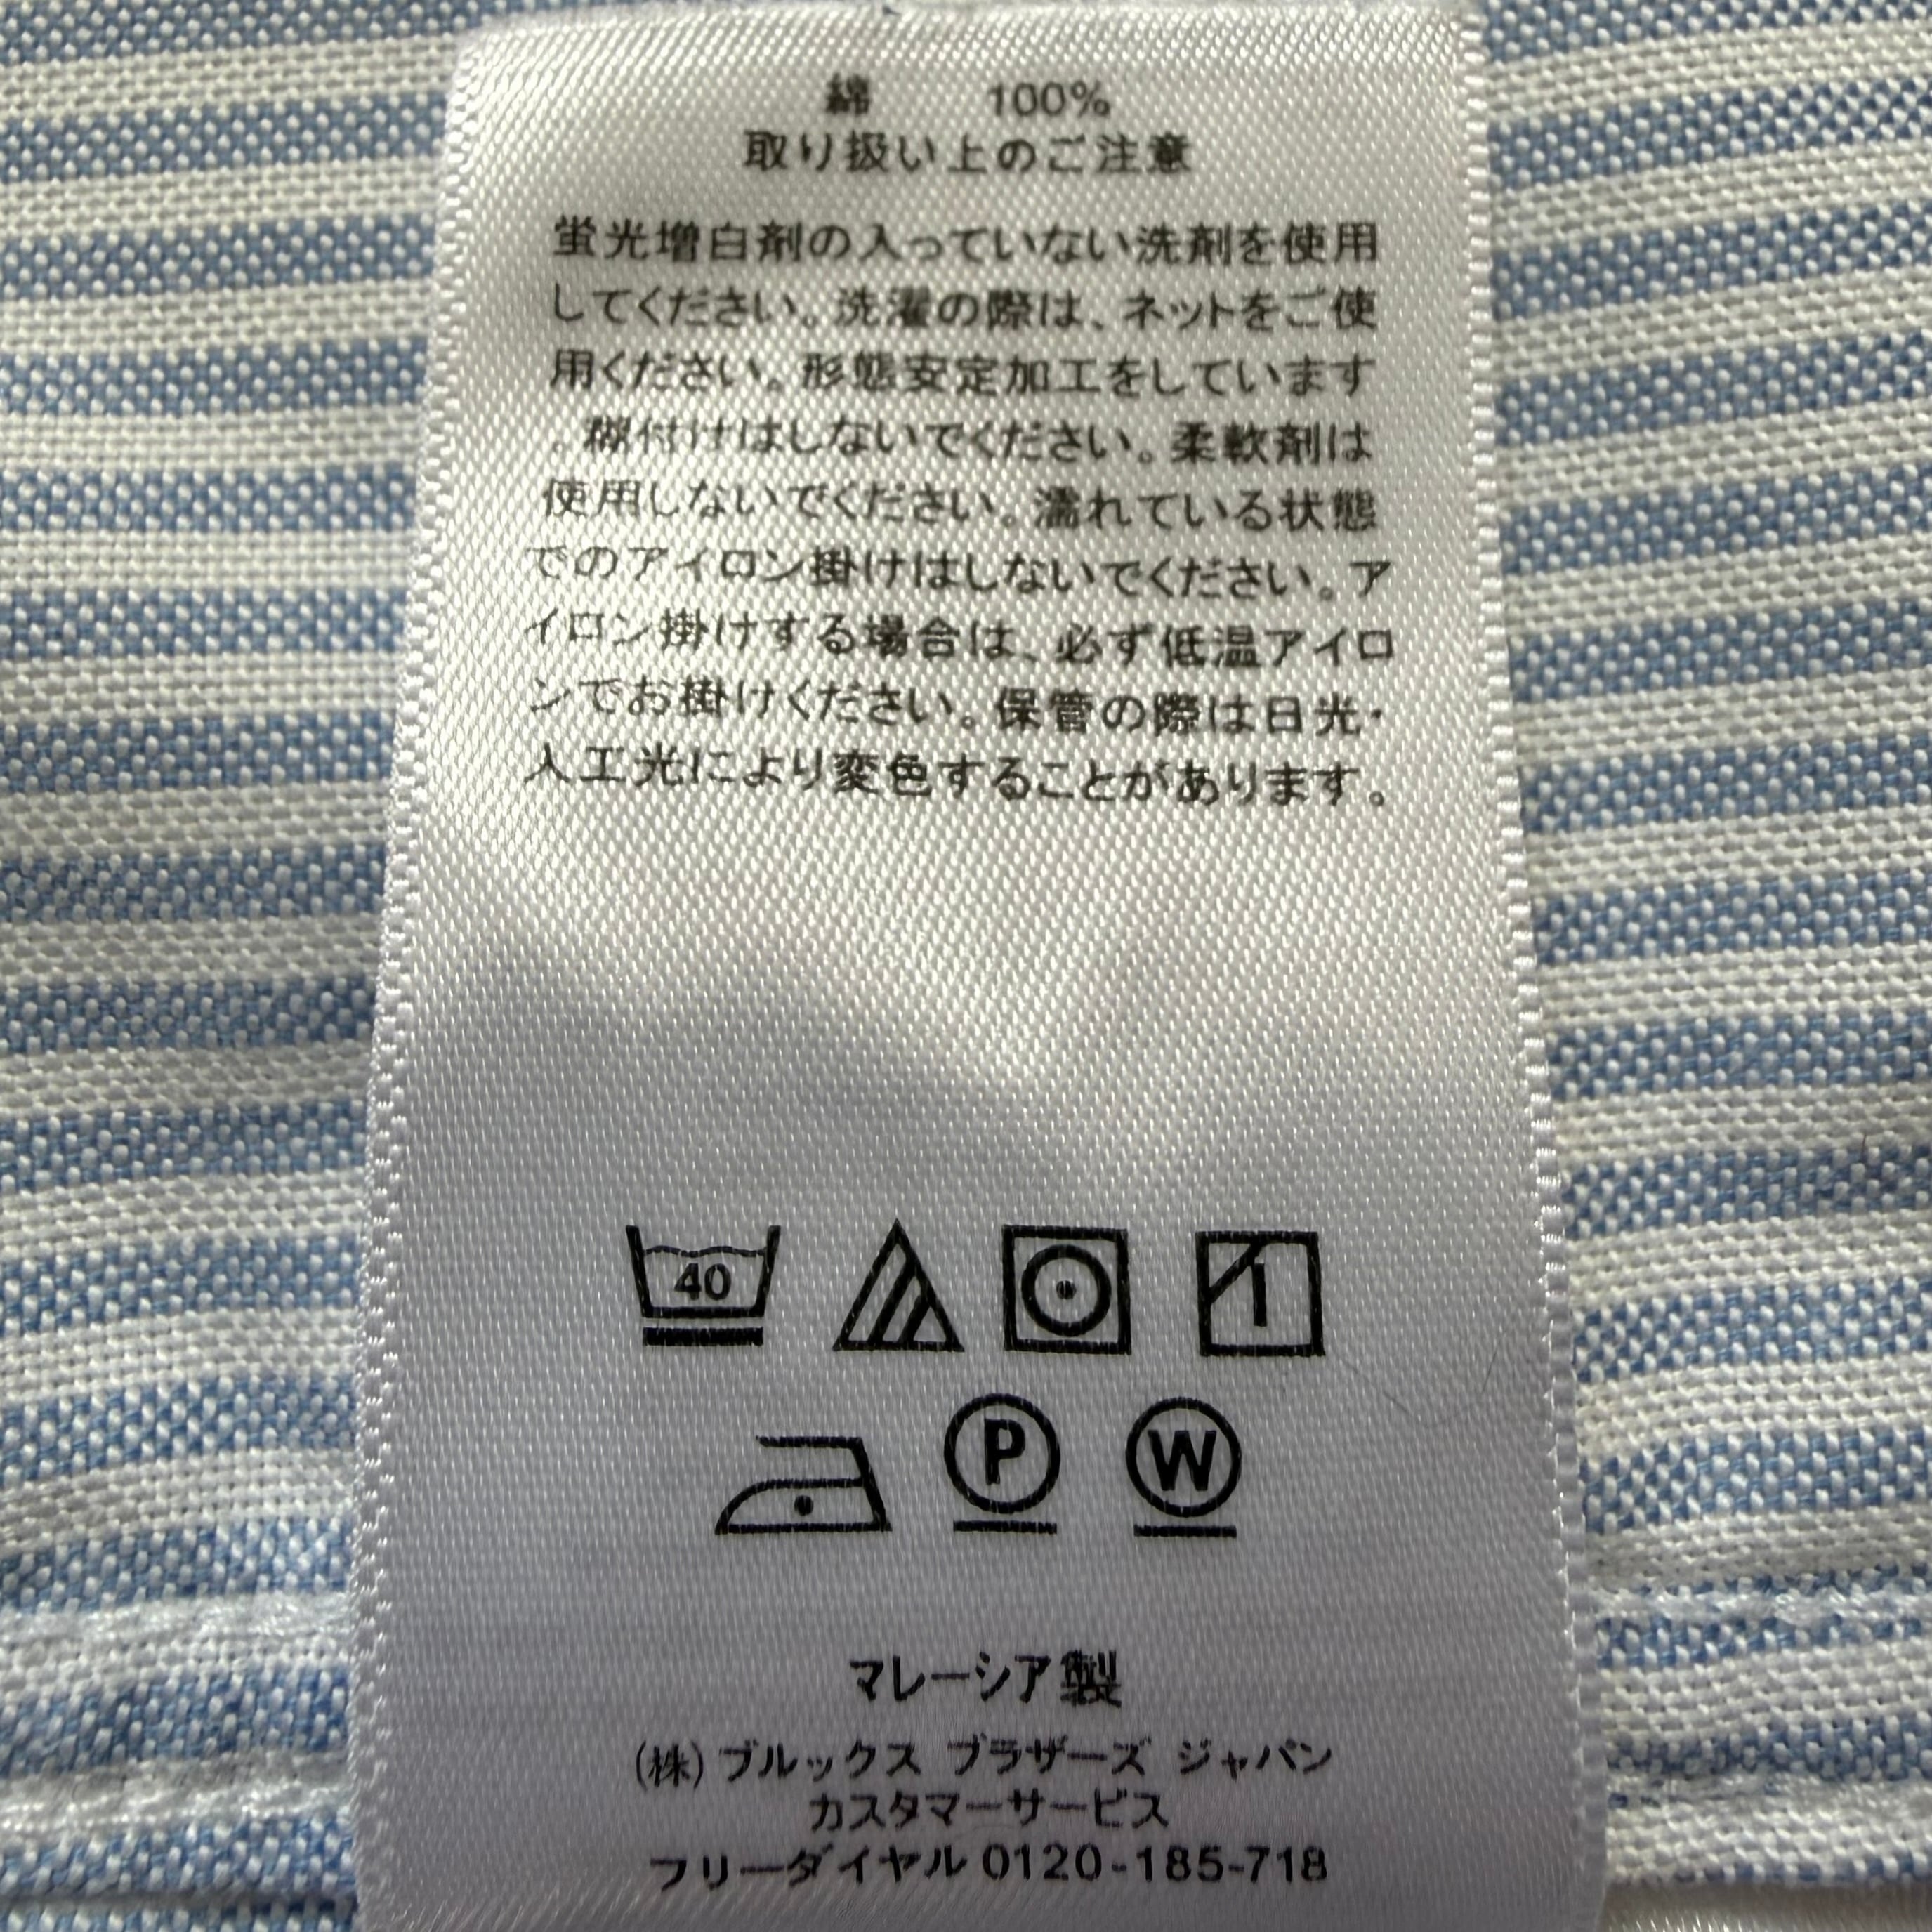 綿 100%
取り扱い上のご注意
蛍光増白剤の入っていない洗剤を使用
してください。洗濯の際は、ネットをご使
用ください。形態安定加工をしています
。糊付けはしないでください。柔軟剤は
使用しないでください。濡れている状態
でのアイロン掛けはしないでください。ア
イロン掛けする場合は、必ず低温アイロ
ンでお掛けください。保管の際は日光・
人工光により変色することがあります。
40
P W
マレーシア製
(株) ブルックス ブラザーズ ジャパン
カスタマーサービス
フリーダイヤル 0120-185-718